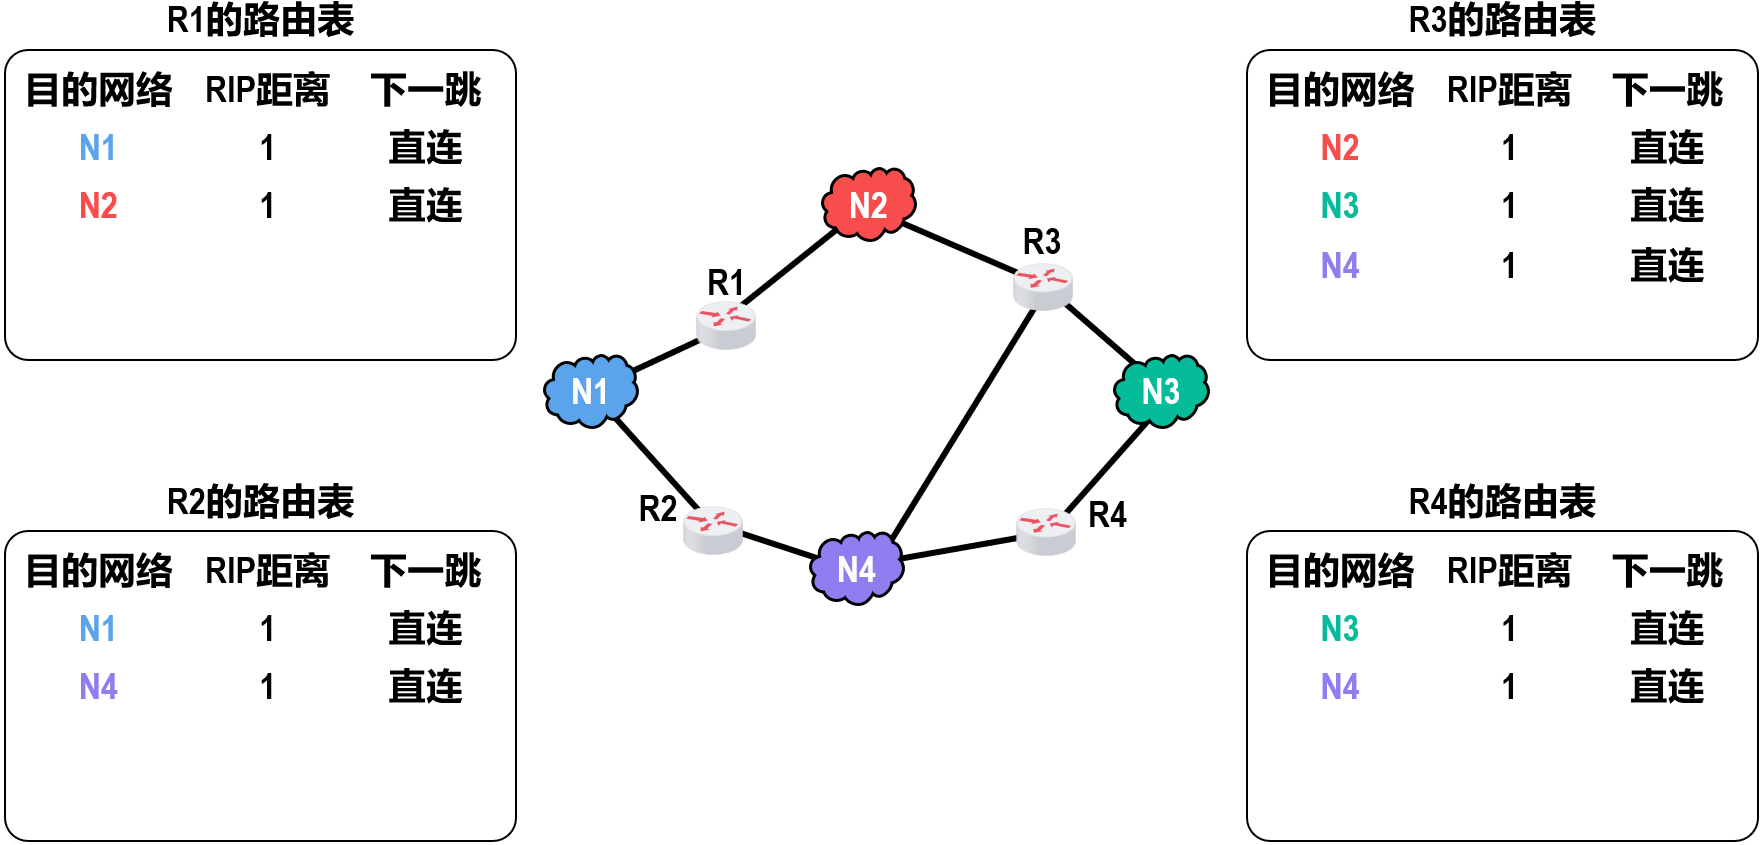 R1的路由表
目的网络 RIP距离 下一跳
N1 1 直连
N2 1 直连
R3的路由表
目的网络 RIP距离 下一跳
N2 1 直连
N3 1 直连
N4 1 直连
N2
R3
R1
N1
N3
R2
R4
N4
R2的路由表
目的网络 RIP距离 下一跳
N1 1 直连
N4 1 直连
R4的路由表
目的网络 RIP距离 下一跳
N3 1 直连
N4 1 直连